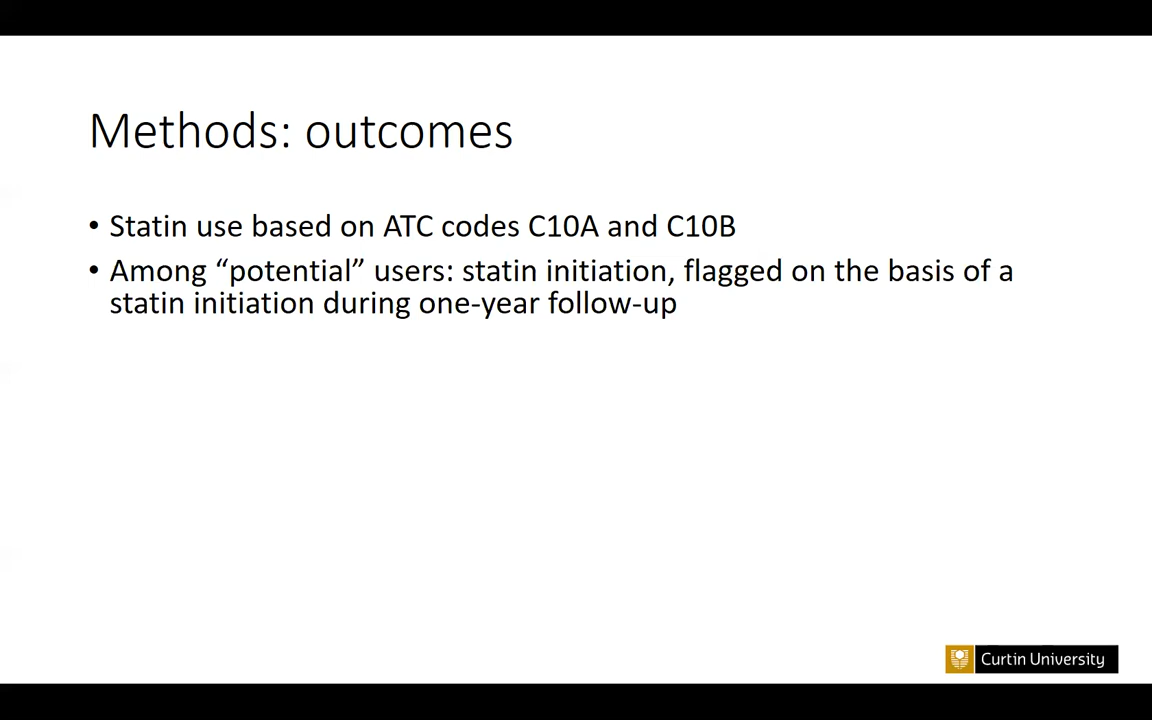 Methods: outcomes
• Statin use based on ATC codes C10A and C10B
• Among “potential” users: statin initiation, flagged on the basis of a
statin initiation during one-year follow-up
Curtin University